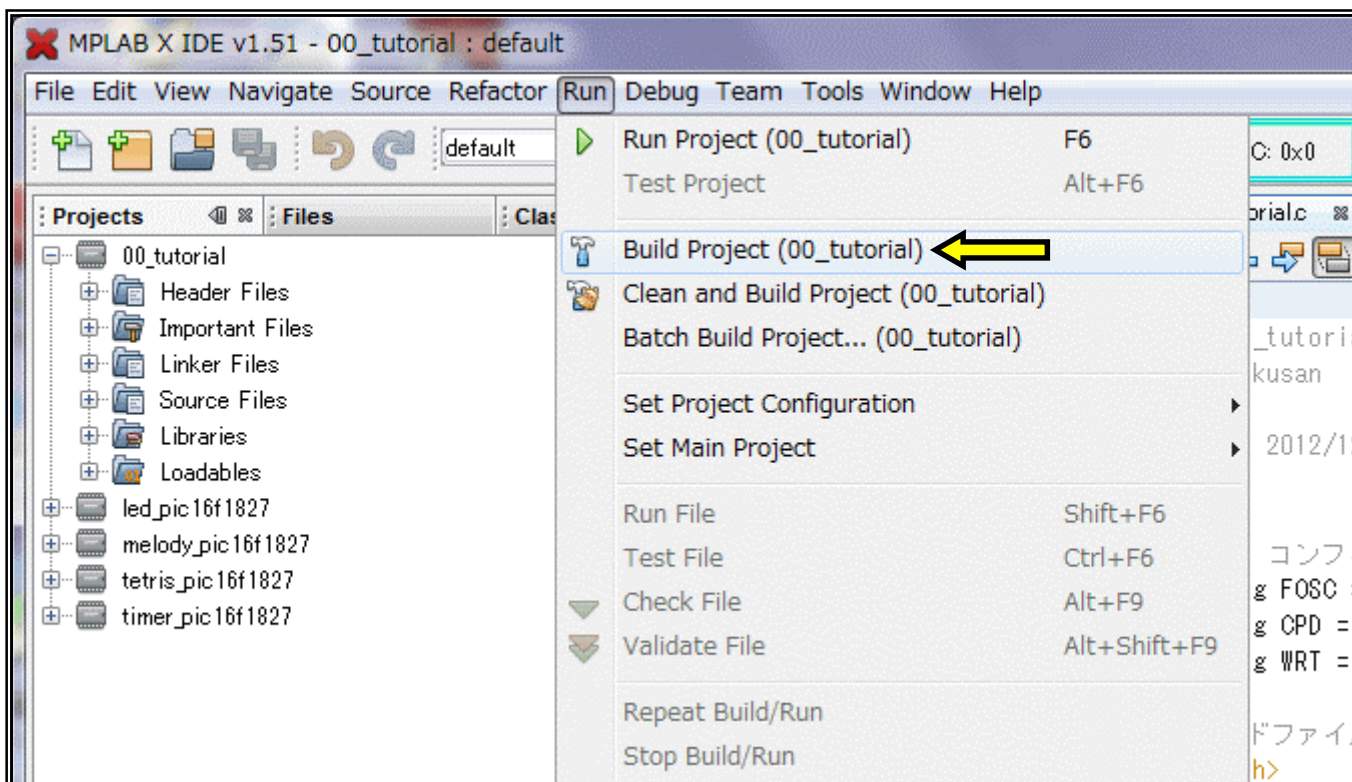 MPLAB X IDE v1.51 - 00_tutorial : default
File Edit View Navigate Source Refactor Run Debug Team Tools Window Help
default
C: 0x0
Projects Files
00_tutorial
Header Files
Important Files
Linker Files
Source Files
Libraries
Loadables
led_pic16f1827
melody_pic16f1827
tetris_pic16f1827
timer_pic16f1827
Run Project (00_tutorial) F6
Test Project Alt+F6
Build Project (00_tutorial)
Clean and Build Project (00_tutorial)
Batch Build Project... (00_tutorial)
Set Project Configuration
Set Main Project
Run File Shift+F6
Test File Ctrl+F6
Check File Alt+F9
Validate File Alt+Shift+F9
Repeat Build/Run
Stop Build/Run
orial.c
_tutori
kusan
2012/1
コンフ
g FOSC
g CPD =
g WRT =
ドファイ
h>